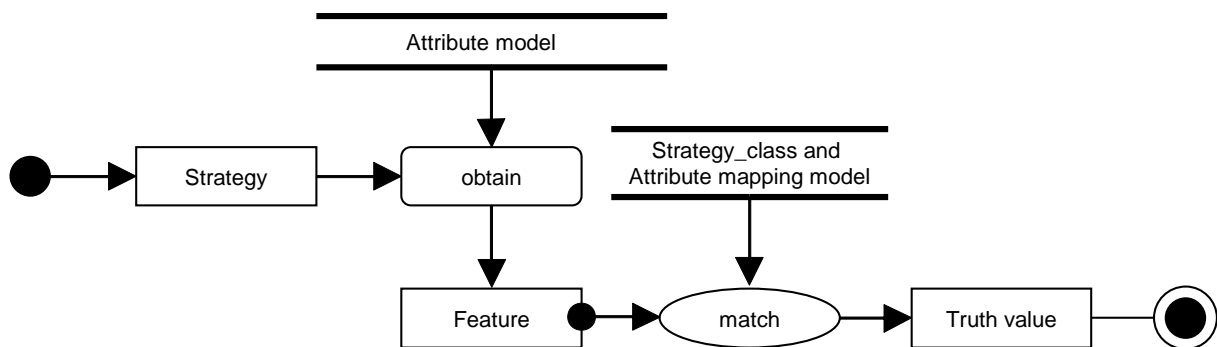 Attribute model
Strategy_class and
Attribute mapping model
Strategy
obtain
Feature
match
Truth value